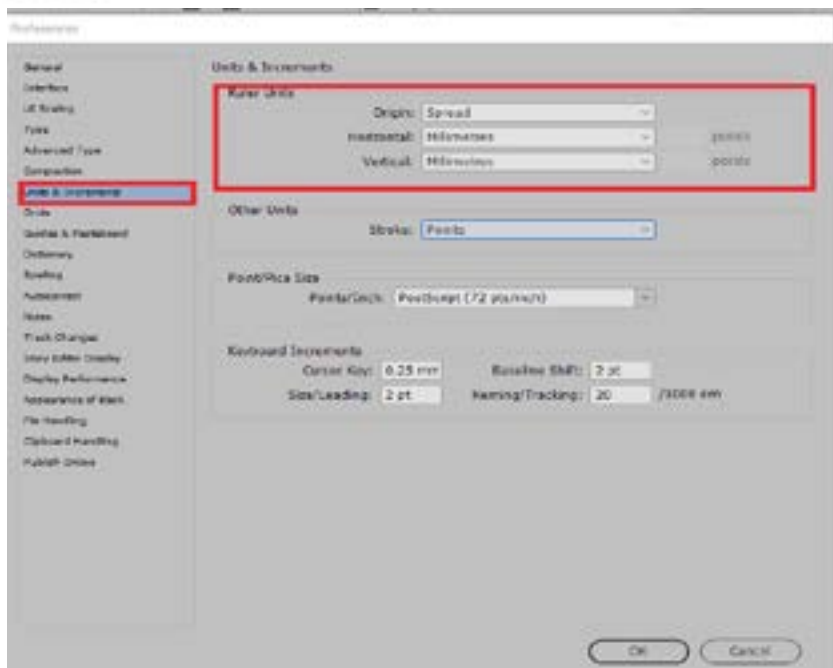 Preferences
General
Interface
UI Scaling
Type
Advanced Type
Composition
Units & Increments
Grids
Guides & Pasteboard
Dictionary
Spelling
Autocorrect
Notes
Track Changes
Story Editor Display
Display Performance
Appearance of Black
File Handling
Clipboard Handling
Publish Online
Units & Increments
Ruler Units
Origin: Spread
Horizontal: Millimeters points
Vertical: Millimeters points
Other Units
Stroke: Points
Point/Pica Size
Points/Inch: PostScript (72 pts/inch)
Keyboard Increments
Cursor Key: 0.25 mm Baseline Shift: 2 pt
Size/Leading: 2 pt Kerning/Tracking: 20 /1000 em
OK Cancel